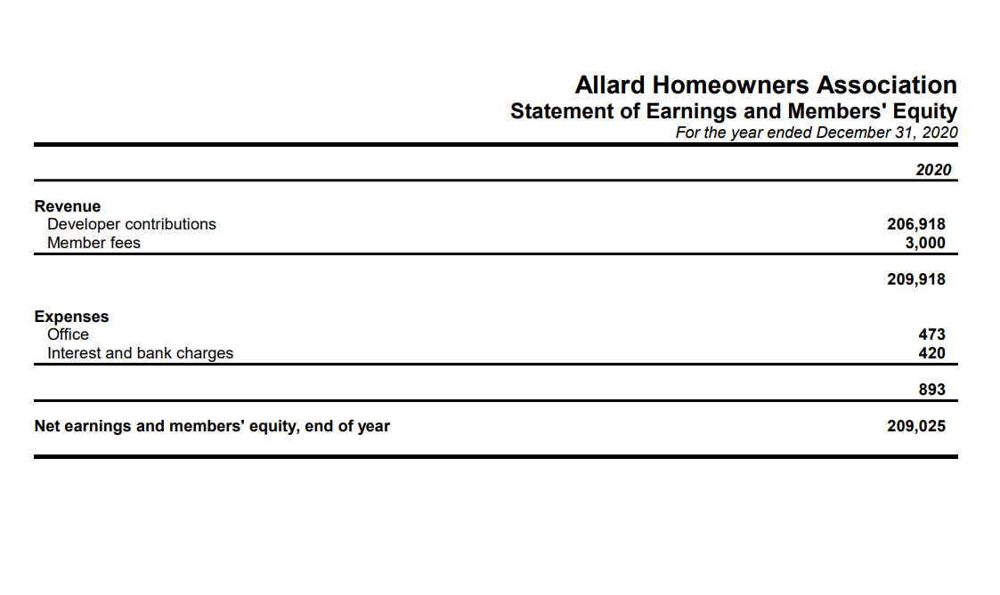 Allard Homeowners Association
Statement of Earnings and Members' Equity
For the year ended December 31, 2020
2020
Revenue
Developer contributions 206,918
Member fees 3,000
209,918
Expenses
Office 473
Interest and bank charges 420
893
Net earnings and members' equity, end of year 209,025